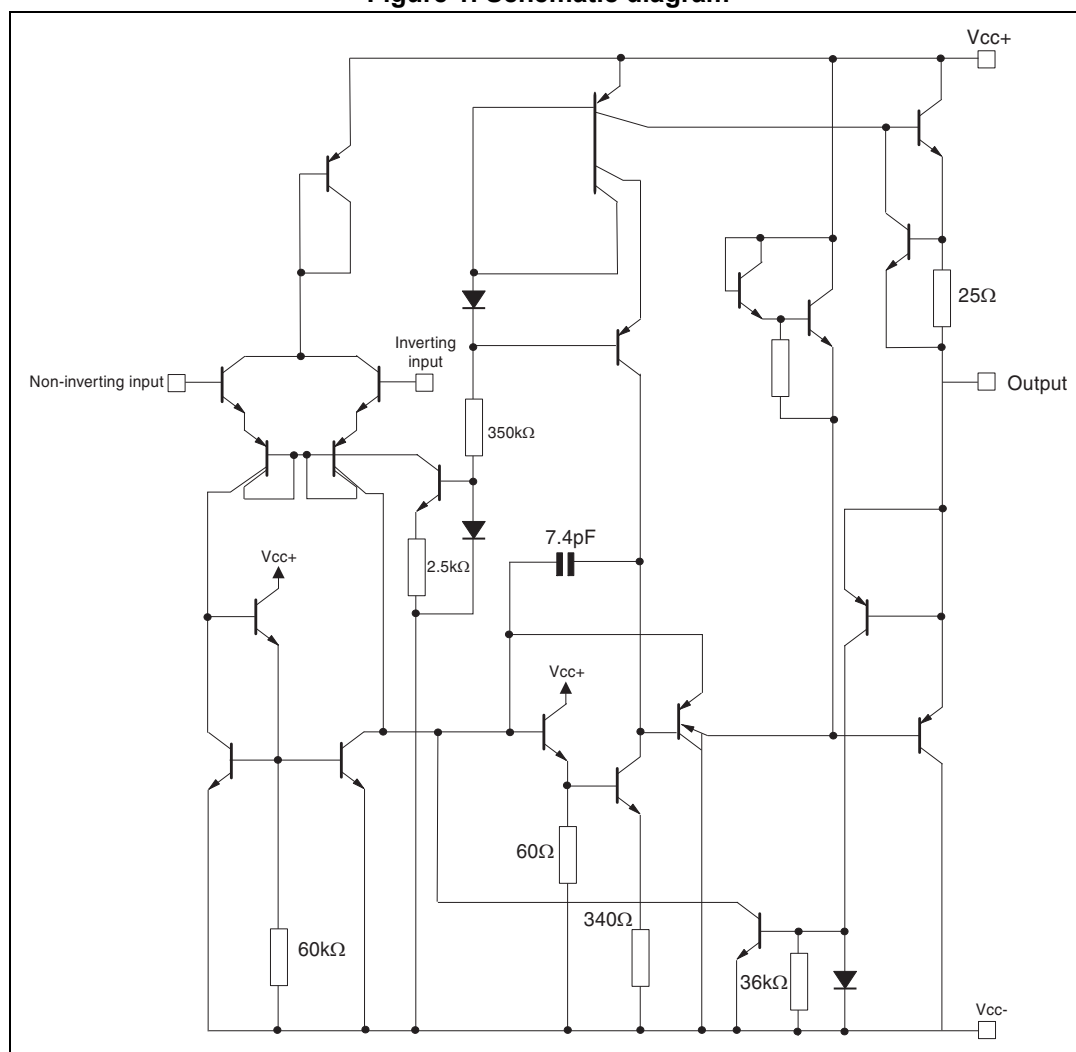 Figure 1. Schematic diagram
Vcc+
25Ω
Inverting
input
Non-inverting input
Output
350kΩ
7.4pF
2.5kΩ
Vcc+
Vcc+
60Ω
340Ω
60kΩ
36kΩ
Vcc-